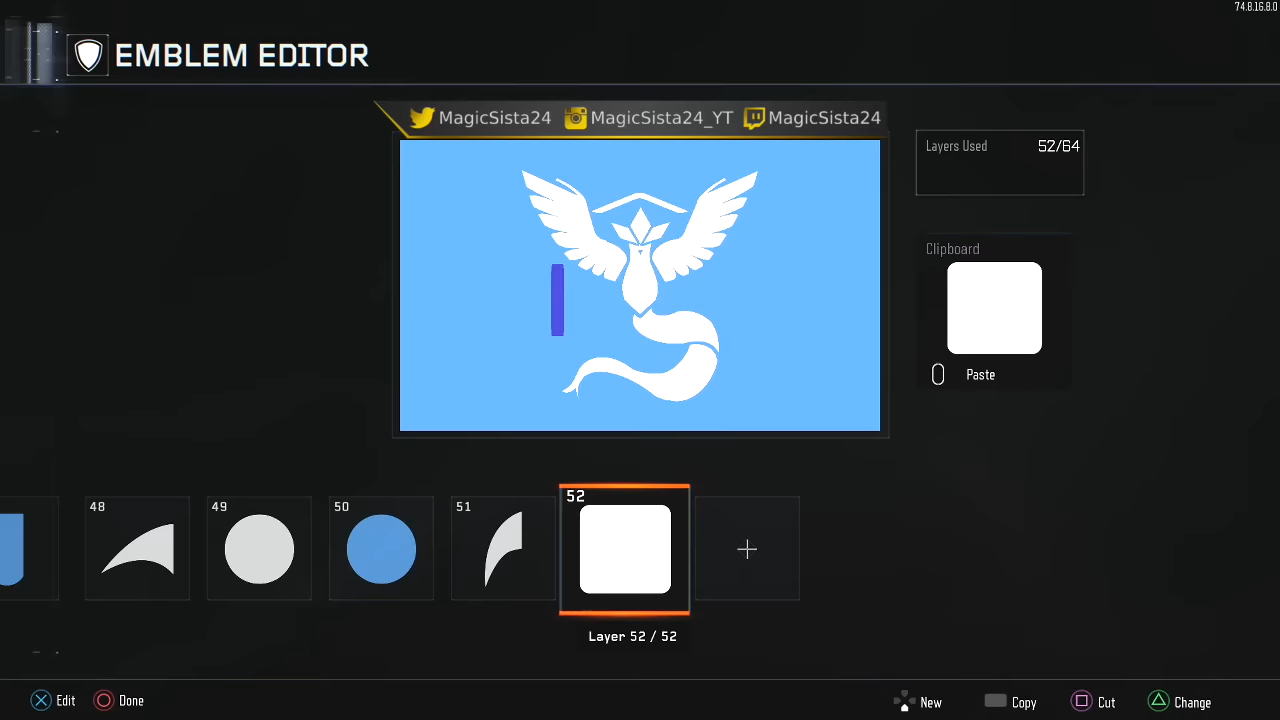 74.8.16.8.0
EMBLEM EDITOR
MagicSista24 MagicSista24_YT MagicSista24
Layers Used 52/64
Clipboard
Paste
48 49 50 51 52
Layer 52 / 52
Edit Done New Copy Cut Change